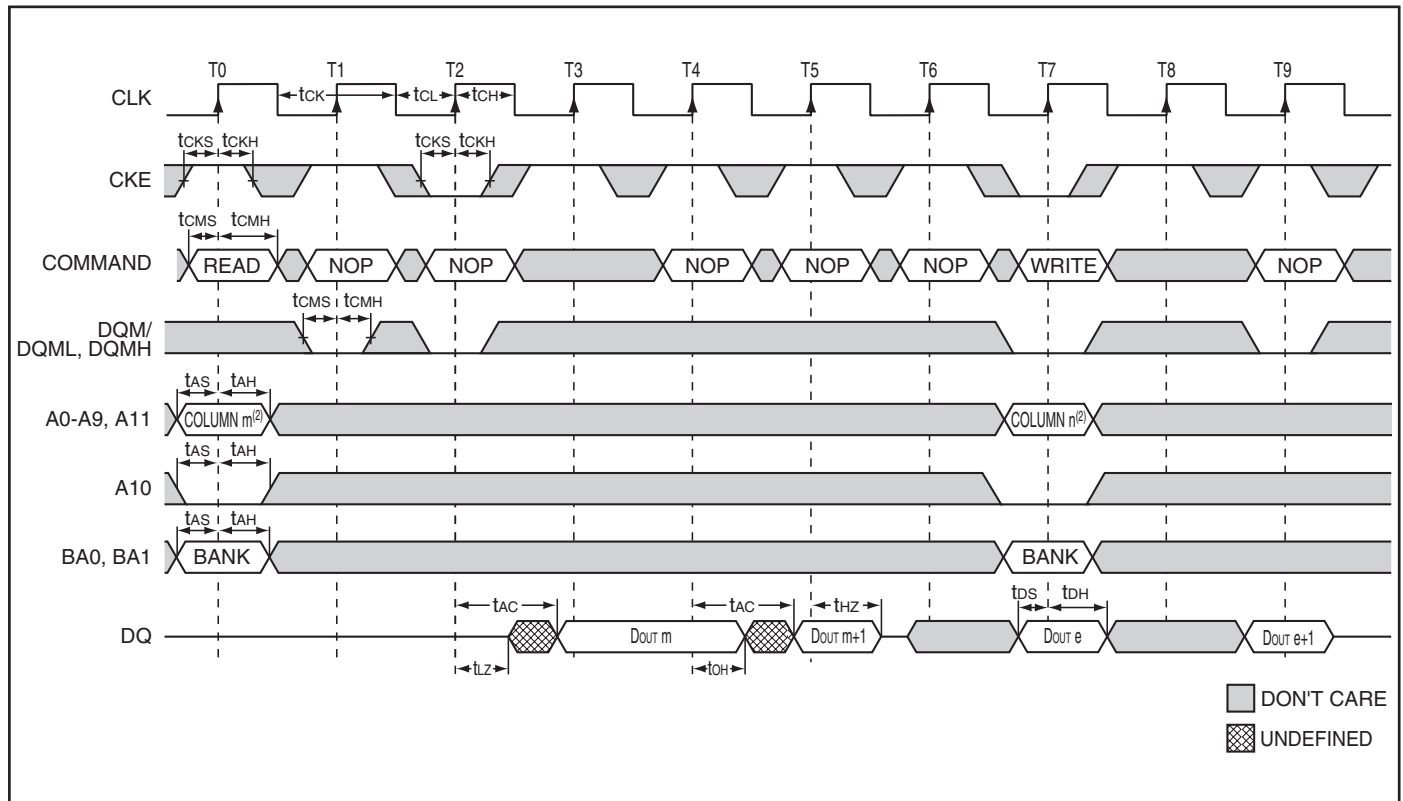 T0 T1 T2 T3 T4 T5 T6 T7 T8 T9
CLK tCK tCL tCH
tCKS tCKH tCKS tCKH
CKE
tCMS tCMH
COMMAND READ NOP NOP NOP NOP NOP WRITE NOP
tCMS tCMH
DQM/
DQML, DQMH
tAS tAH
A0-A9, A11 COLUMN m(2) COLUMN n(2)
tAS tAH
A10
tAS tAH
BA0, BA1 BANK BANK
tAC tAC tHZ tDS tDH
DQ DOUT m DOUT m+1 DOUT e DOUT e+1
tLZ tOH
DON'T CARE
UNDEFINED